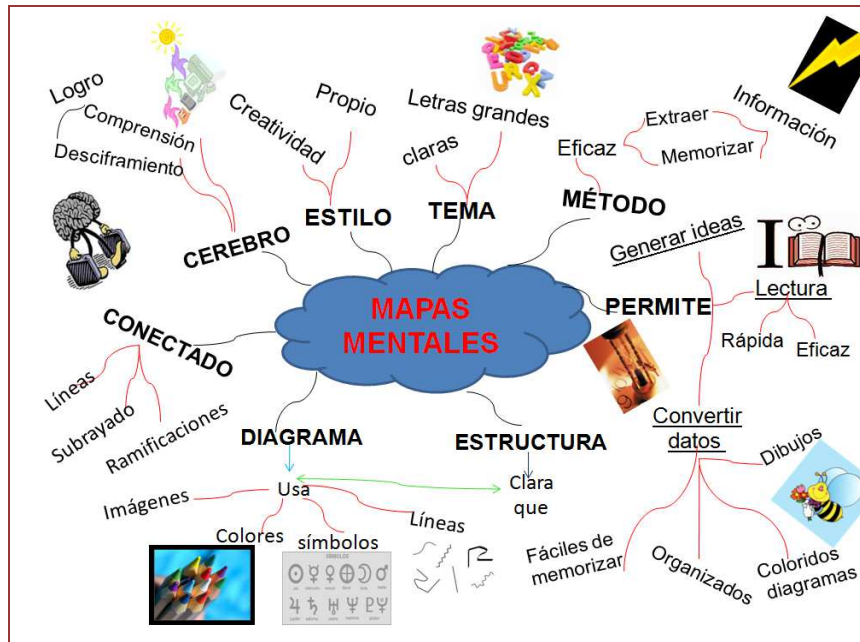 Logro
Comprensión
Desciframiento
CEREBRO
Creatividad
Propio
ESTILO
Letras grandes
claras
TEMA
Eficaz
Extraer
Memorizar
Información
MÉTODO
MAPAS
MENTALES
Generar ideas
PERMITE
I
Lectura
Rápida
Eficaz
Convertir
datos
Dibujos
Fáciles de
memorizar
Organizados
Coloridos
diagramas
CONECTADO
Líneas
Subrayado
Ramificaciones
DIAGRAMA
Usa
Imágenes
Colores
símbolos
Líneas
SÍMBOLOS
ESTRUCTURA
Clara
que